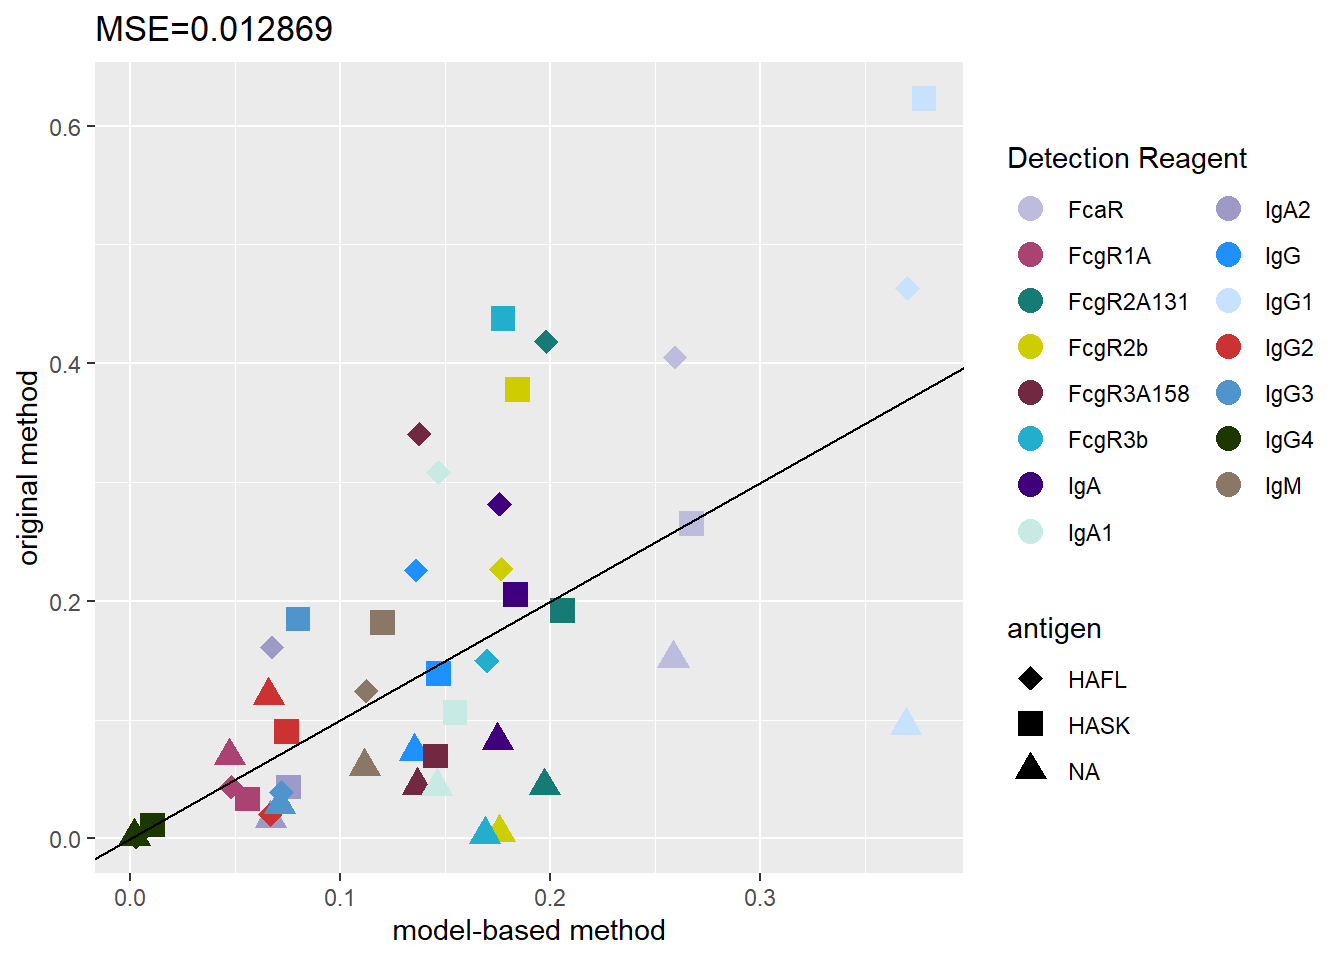 MSE=0.012869
original method
0.6
0.4
0.2
0.0
0.0
0.1
0.2
0.3
model-based method
Detection Reagent
FcaR
FcgR1A
FcgR2A131
FcgR2b
FcgR3A158
FcgR3b
IgA
IgA1
IgA2
IgG
IgG1
IgG2
IgG3
IgG4
IgM
antigen
HAFL
HASK
NA